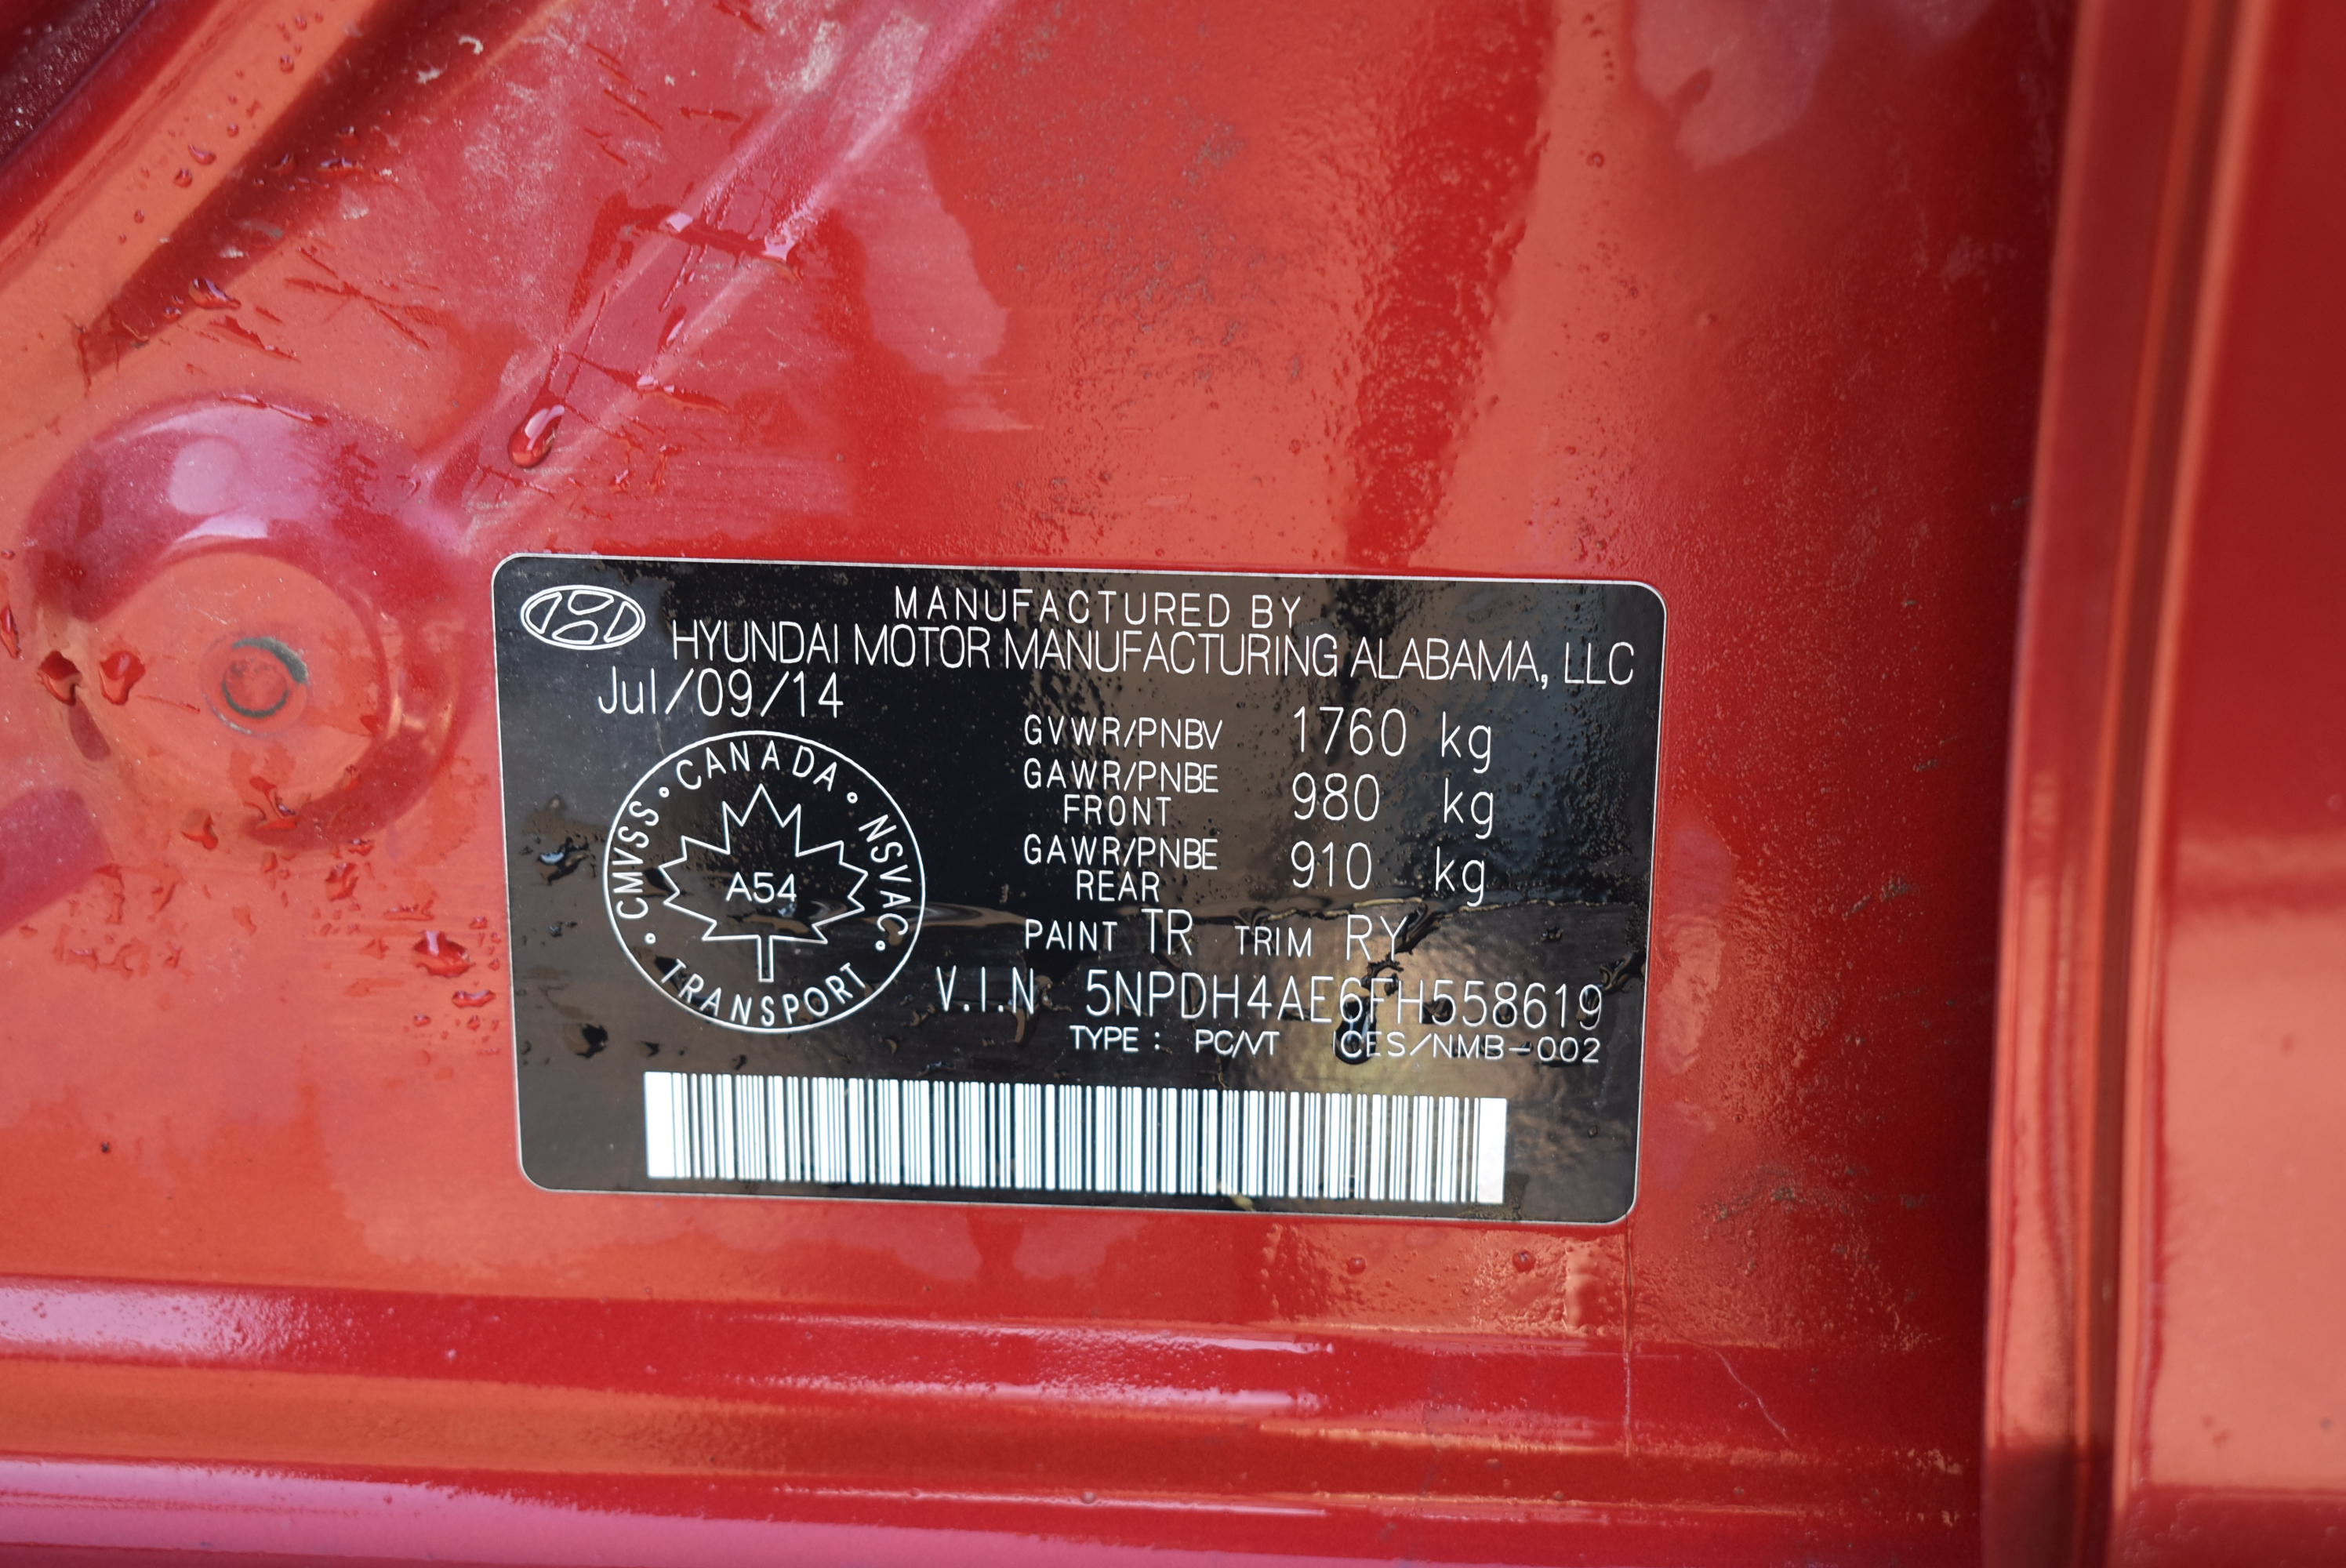 MANUFACTURED BY
HYUNDAI MOTOR MANUFACTURING ALABAMA, LLC
Jul/09/14
GVWR/PNBV 1760 kg
GAWR/PNBE FRONT 980 kg
GAWR/PNBE REAR 910 kg
PAINT TR TRIM RY
V.I.N 5NPDH4AE6FH558619
TYPE : PC/VT ICES/NMB-002
CANADA • NSVAC • TRANSPORT • CMVSS •
A54